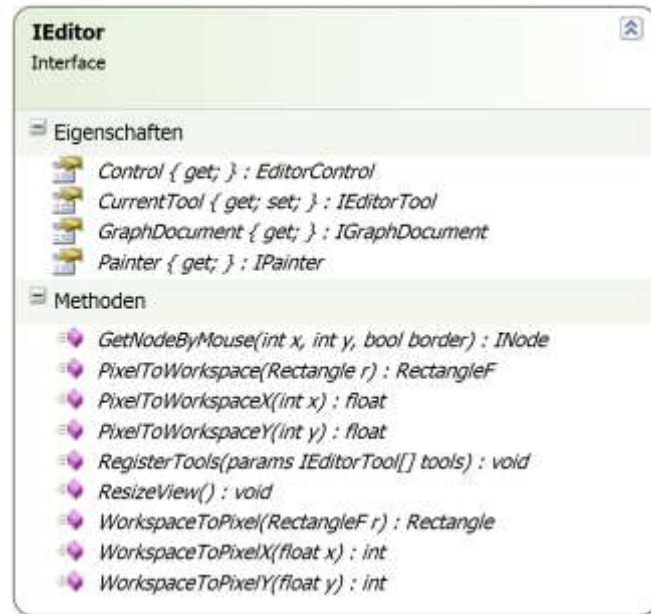 IEditor
Interface
Eigenschaften
Control { get; } : EditorControl
CurrentTool { get; set; } : IEditorTool
GraphDocument { get; } : IGraphDocument
Painter { get; } : IPainter
Methoden
GetNodeByMouse(int x, int y, bool border) : INode
PixelToWorkspace(Rectangle r) : RectangleF
PixelToWorkspaceX(int x) : float
PixelToWorkspaceY(int y) : float
RegisterTools(params IEditorTool[] tools) : void
ResizeView() : void
WorkspaceToPixel(RectangleF r) : Rectangle
WorkspaceToPixelX(float x) : int
WorkspaceToPixelY(float y) : int